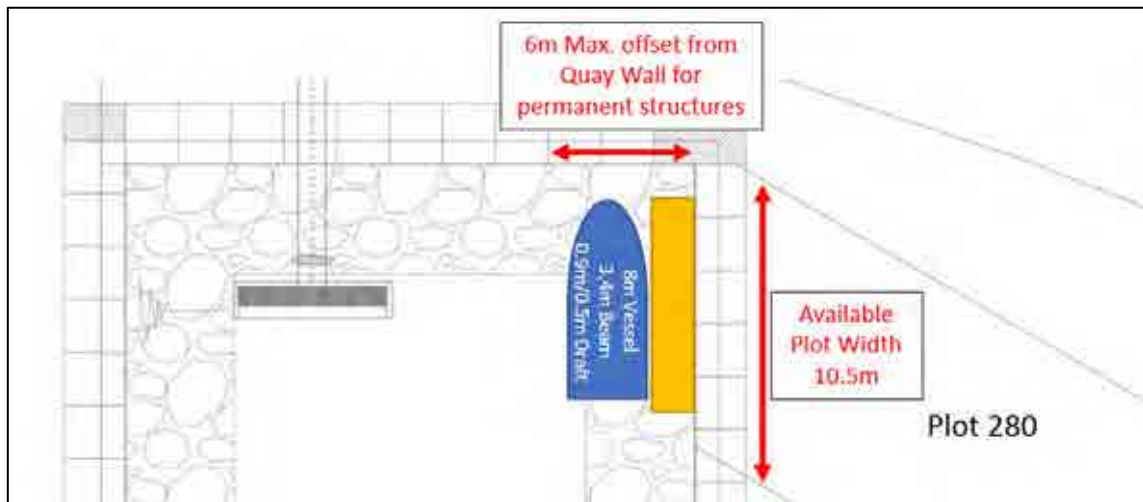 6m Max. offset from
Quay Wall for
permanent structures
8m Vessel
3,4m Beam
0.9m/0.5m Draft
Available
Plot Width
10.5m
Plot 280